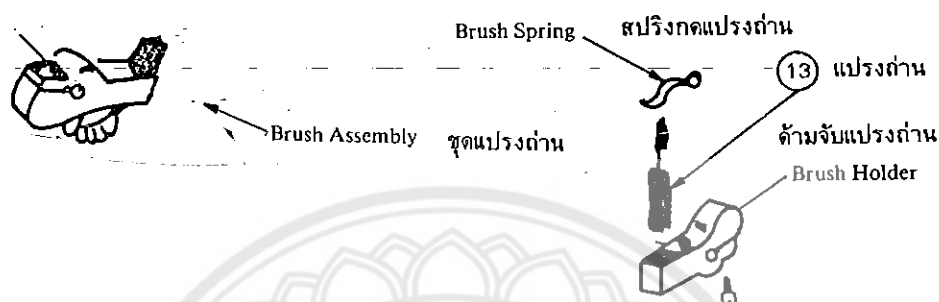 Brush Spring สปริงกดแปรงถ่าน
13 แปรงถ่าน
Brush Assembly ชุดแปรงถ่าน
ด้ามจับแปรงถ่าน
Brush Holder